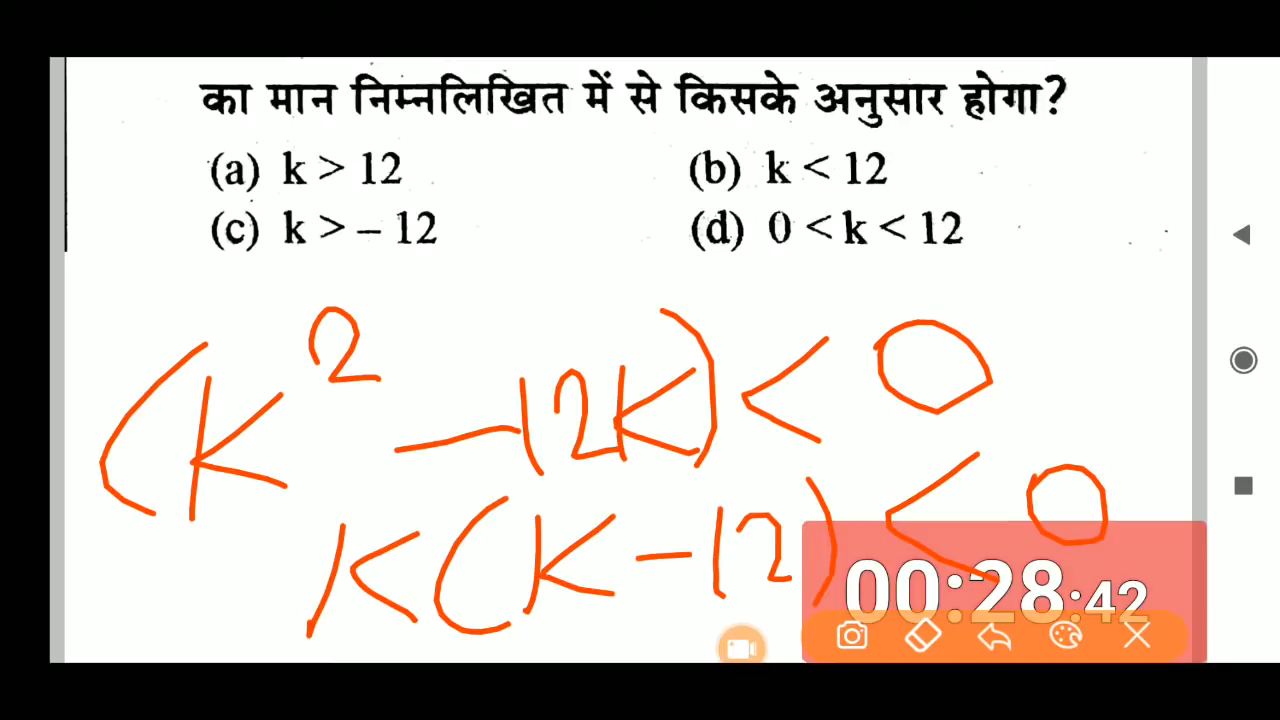 का मान निम्नलिखित में से किसके अनुसार होगा?
(a) k > 12 (b) k < 12
(c) k > – 12 (d) 0 < k < 12
(K² - 12K) < 0
K(K - 12) < 0
00:28:42